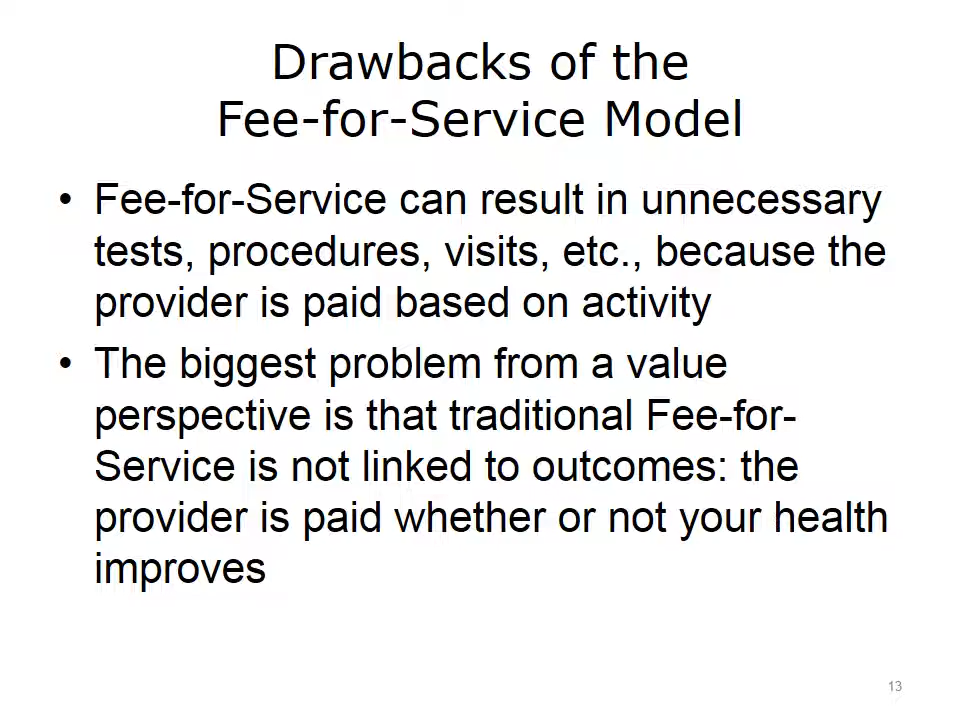 Drawbacks of the
Fee-for-Service Model
• Fee-for-Service can result in unnecessary
tests, procedures, visits, etc., because the
provider is paid based on activity
• The biggest problem from a value
perspective is that traditional Fee-for-
Service is not linked to outcomes: the
provider is paid whether or not your health
improves
13